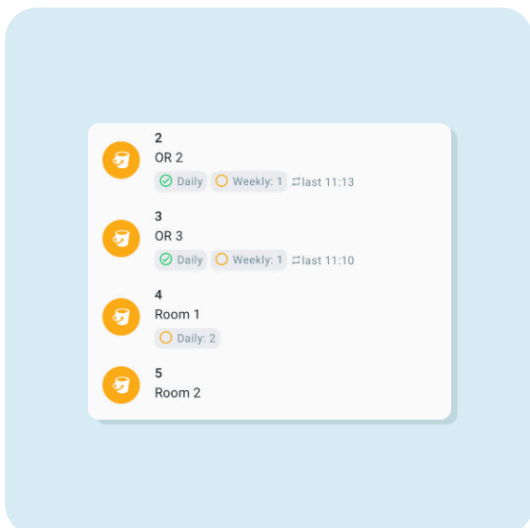 2
OR 2
Daily Weekly: 1 last 11:13
3
OR 3
Daily Weekly: 1 last 11:10
4
Room 1
Daily: 2
5
Room 2